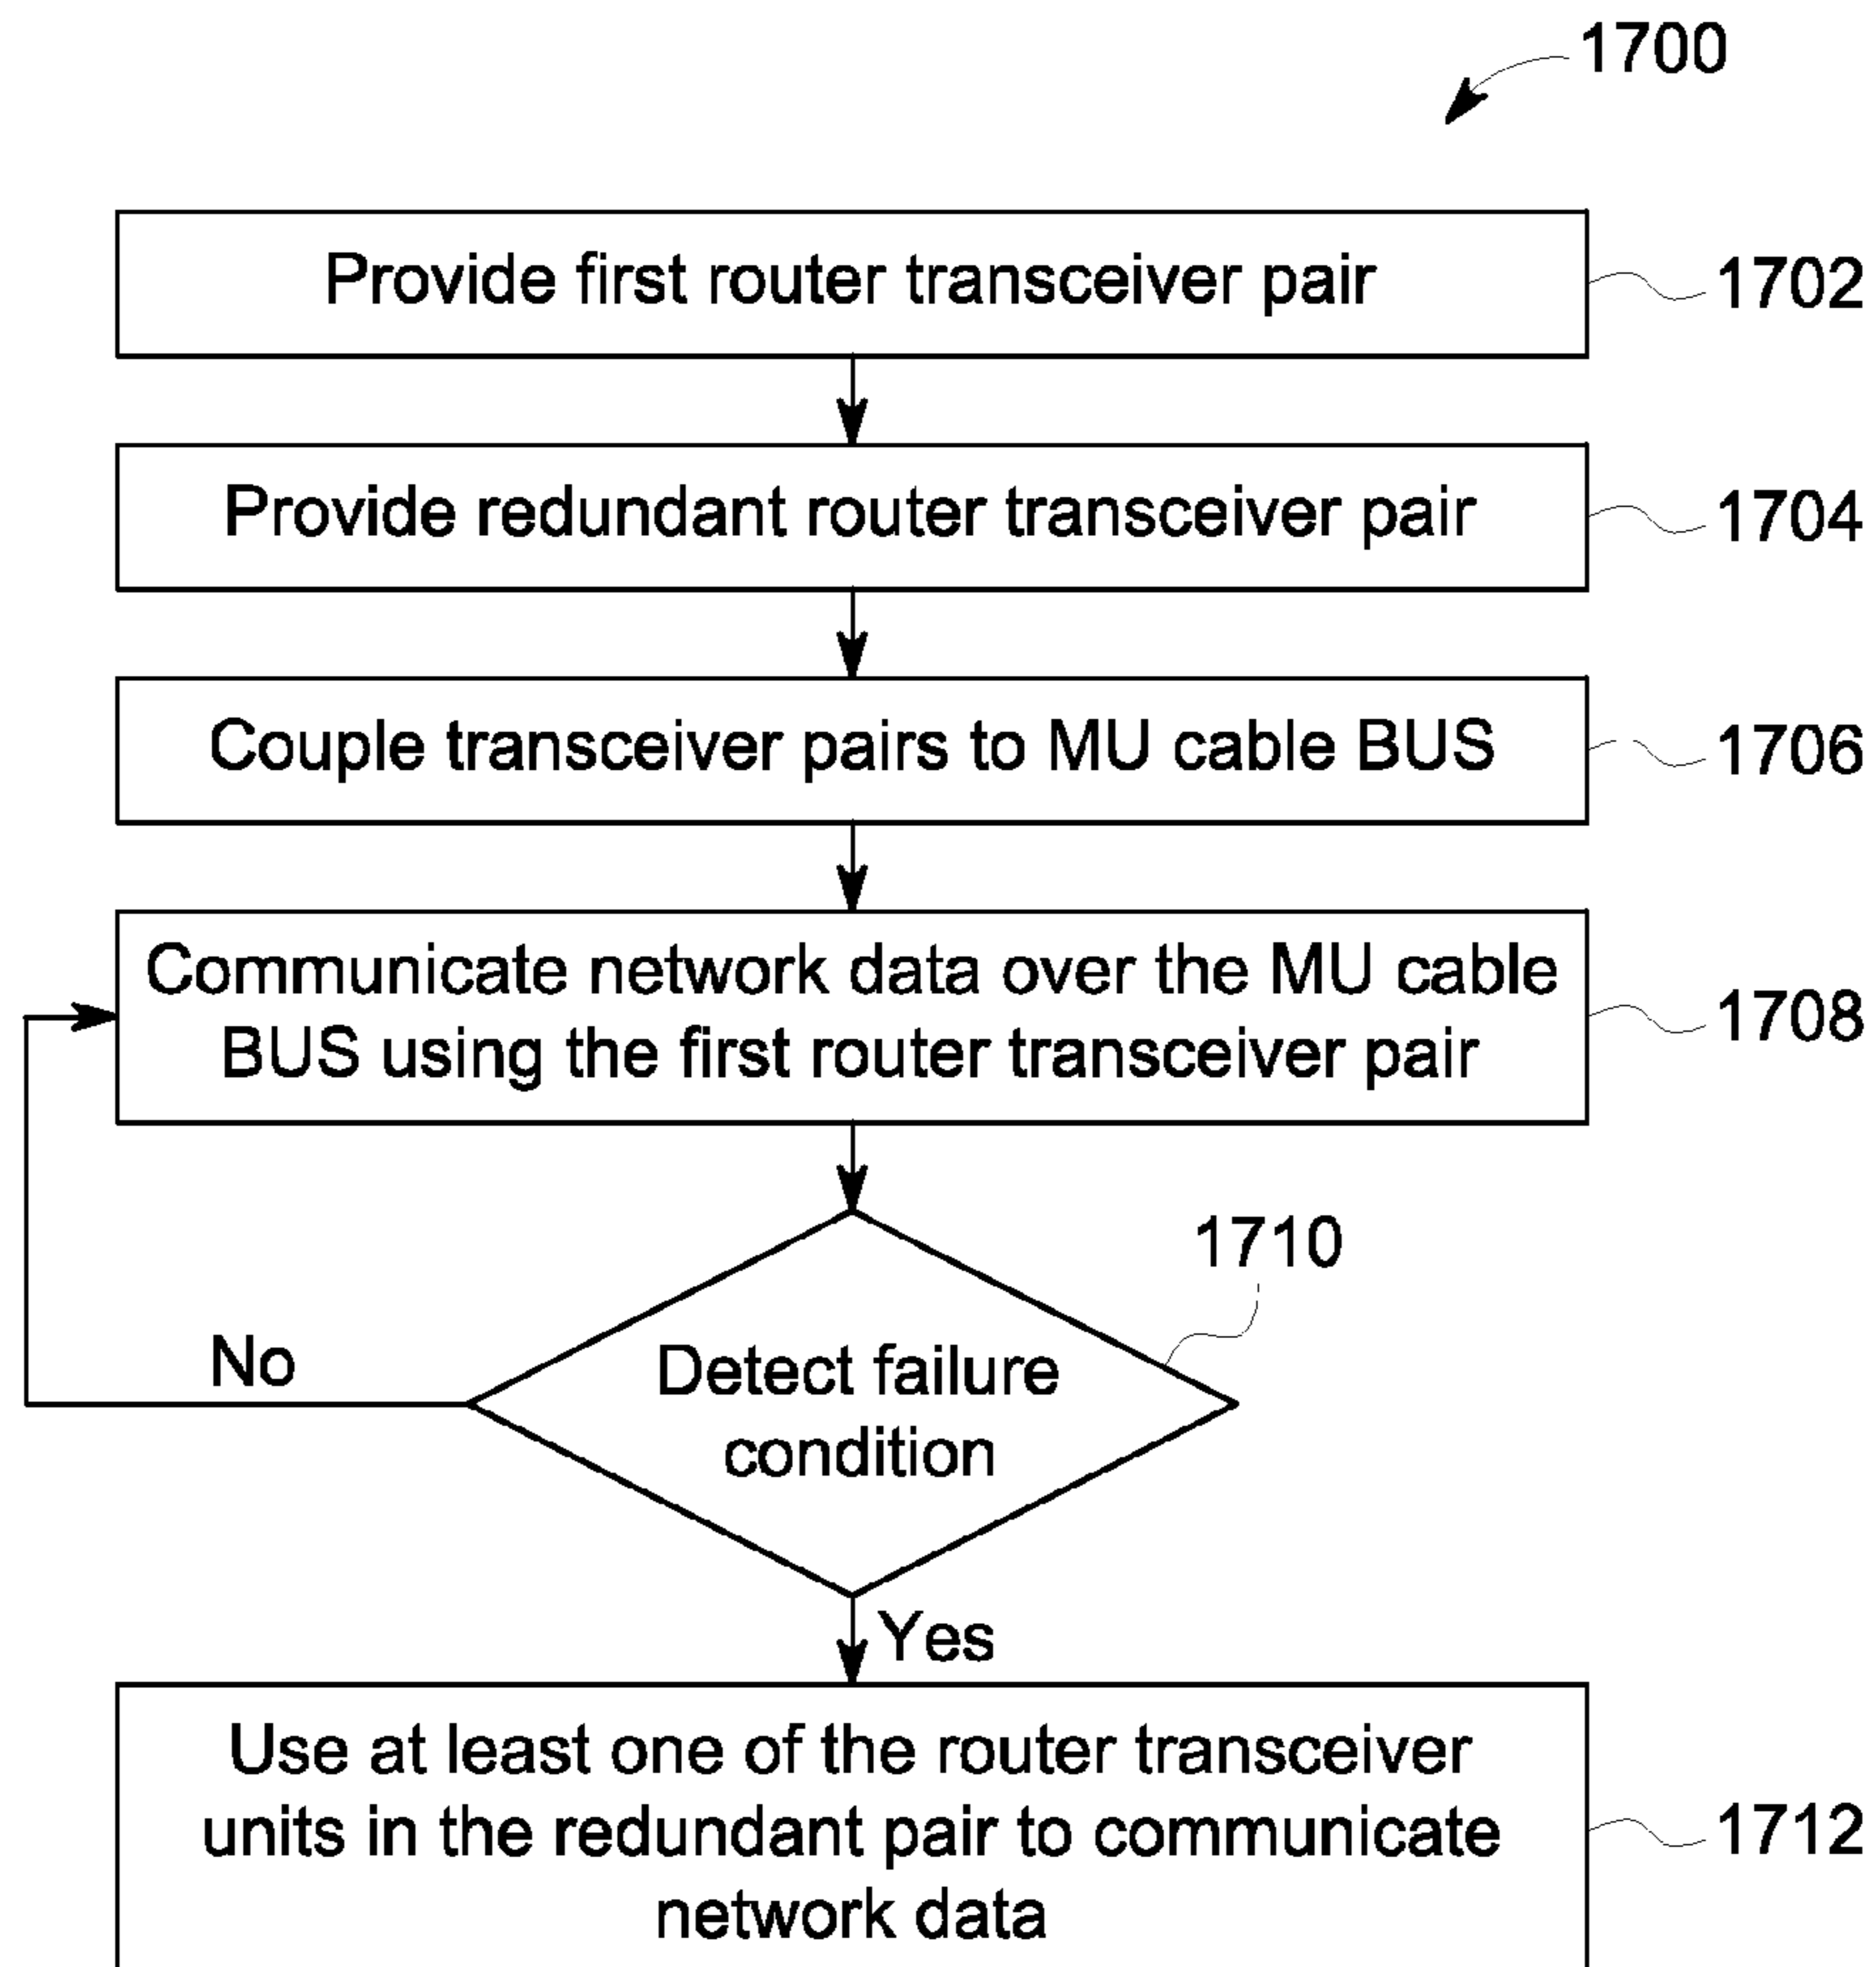 1700
Provide first router transceiver pair
1702
Provide redundant router transceiver pair
1704
Couple transceiver pairs to MU cable BUS
1706
Communicate network data over the MU cable
BUS using the first router transceiver pair
1708
1710
Detect failure
condition
No
Yes
Use at least one of the router transceiver
units in the redundant pair to communicate
network data
1712